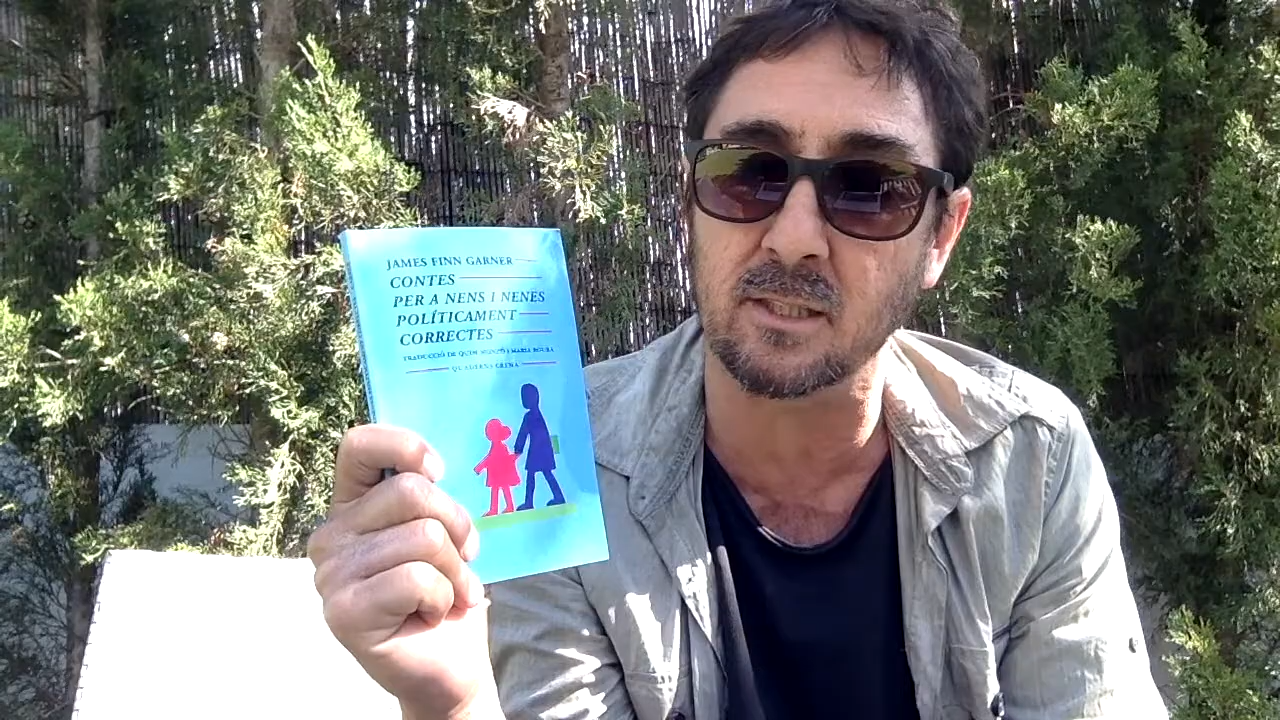 JAMES FINN GARNER
CONTES
PER A NENS I NENES
POLÍTICAMENT
CORRECTES
TRADUCCIÓ DE QUIM MONZÓ I MARIA ROURA
QUADERNS CREMA